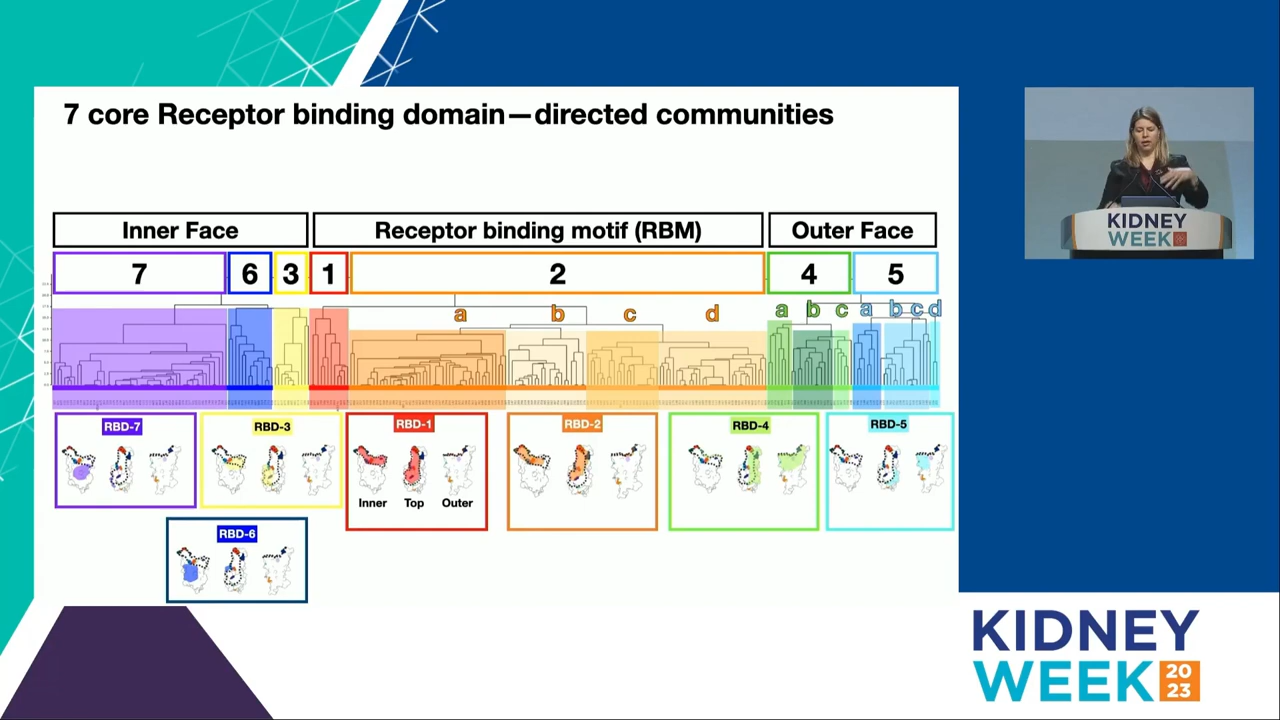 7 core Receptor binding domain—directed communities
Inner Face
Receptor binding motif (RBM)
Outer Face
7
6
3
1
2
4
5
a
b
c
d
a
b
c
a
b
c
d
RBD-7
RBD-3
RBD-1
RBD-2
RBD-4
RBD-5
Inner
Top
Outer
RBD-6
KIDNEY
WEEK
KIDNEY
WEEK 20
23